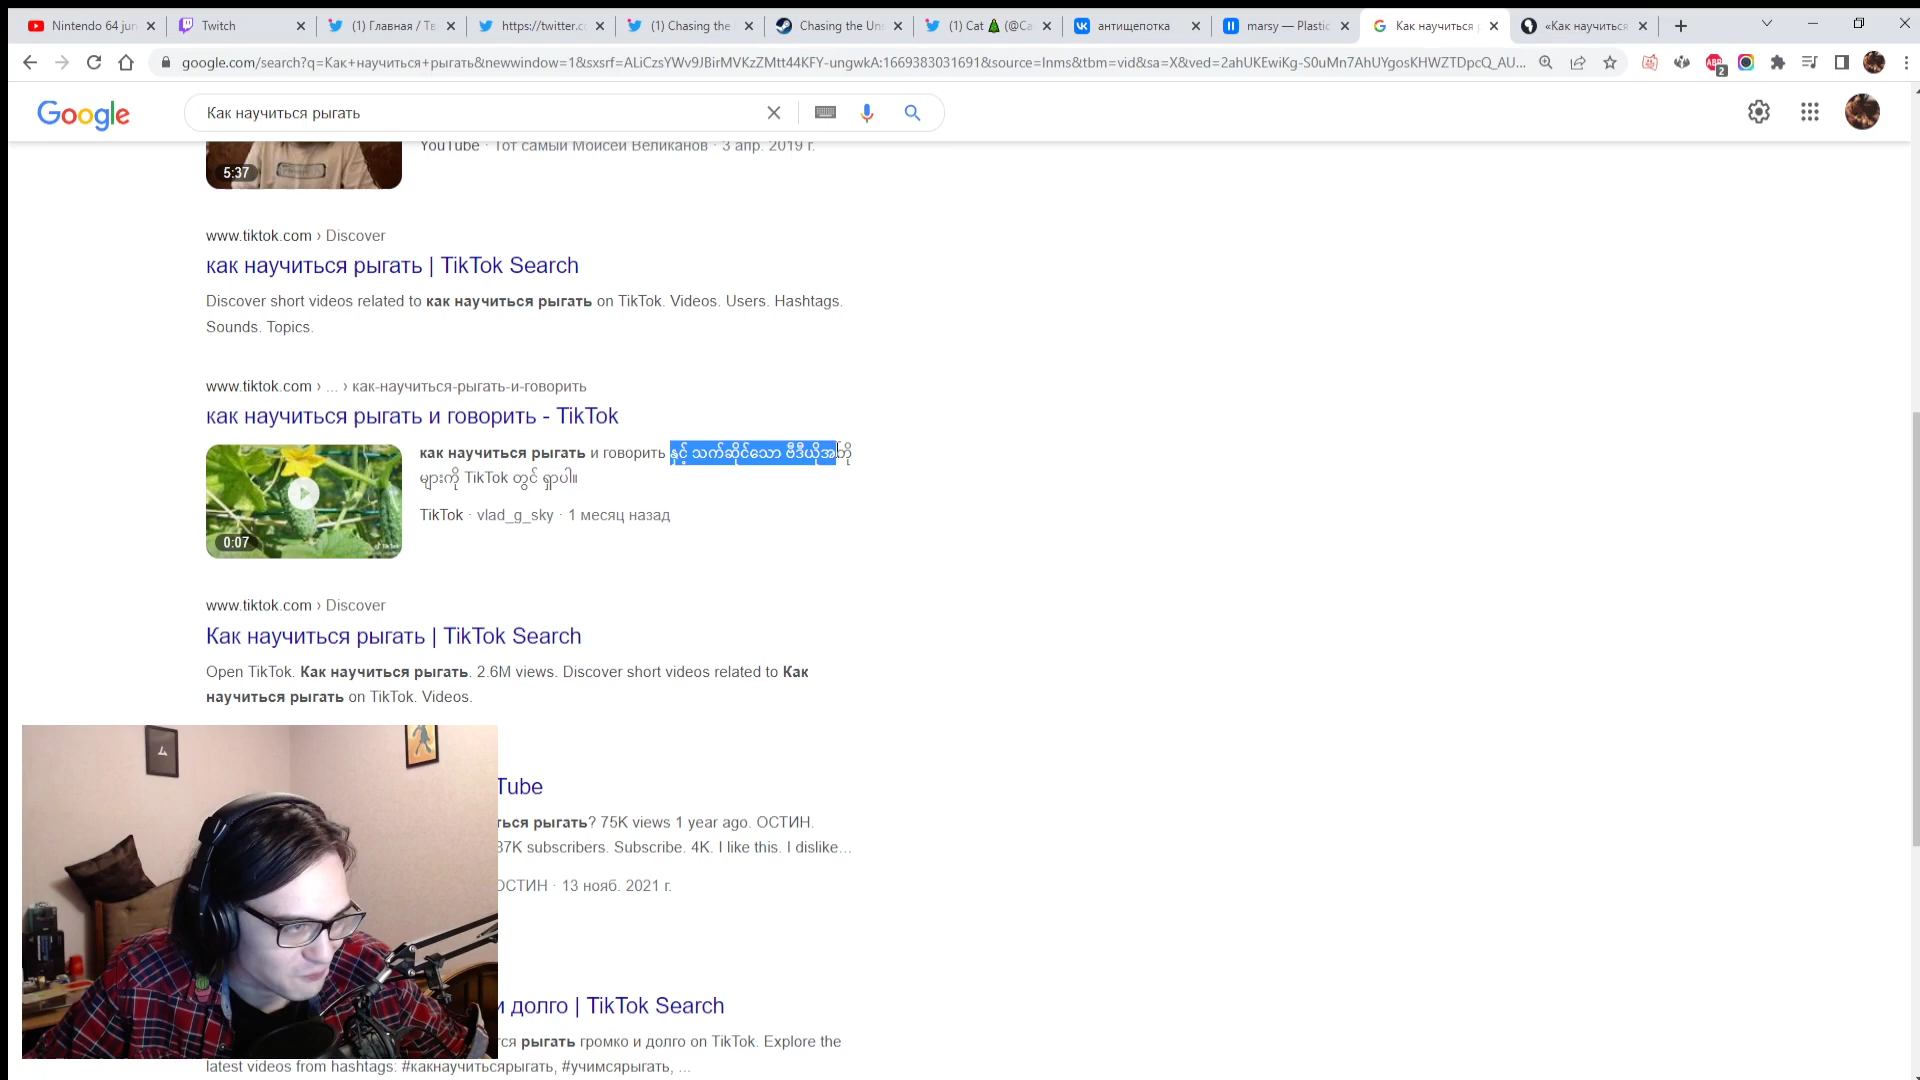 Nintendo 64 jun
Twitch
(1) Главная / Тв
https://twitter.cc
(1) Chasing the
Chasing the Uns
(1) Cat🎄 (@Ca
антищепотка
marsy — Plastic
Как научиться р
«Как научиться
google.com/search?q=Как+научиться+рыгать&newwindow=1&sxsrf=ALiCzsYWv9JBirMVKzZMtt44KFY-ungwkA:1669383031691&source=lnms&tbm=vid&sa=X&ved=2ahUKEwiKg-S0uMn7AhUYgosKHWZTDpcQ_AU...
ABP
2
Google
Как научиться рыгать
YouTube · Тот самый Моисей Великанов · 3 апр. 2019 г.
5:37
www.tiktok.com › Discover
как научиться рыгать | TikTok Search
Discover short videos related to как научиться рыгать on TikTok. Videos. Users. Hashtags.
Sounds. Topics.
www.tiktok.com › ... › как-научиться-рыгать-и-говорить
как научиться рыгать и говорить - TikTok
как научиться рыгать и говорить နှင့် သက်ဆိုင်သော ဗီဒီယိုအတို
များကို TikTok တွင် ရှာပါ။
TikTok · vlad_g_sky · 1 месяц назад
0:07
www.tiktok.com › Discover
Как научиться рыгать | TikTok Search
Open TikTok. Как научиться рыгать. 2.6M views. Discover short videos related to Как
научиться рыгать on TikTok. Videos.
Tube
ться рыгать? 75K views 1 year ago. ОСТИН.
37K subscribers. Subscribe. 4K. I like this. I dislike...
ОСТИН · 13 нояб. 2021 г.
и долго | TikTok Search
тся рыгать громко и долго on TikTok. Explore the
latest videos from hashtags: #какнаучитьсярыгать, #учимсярыгать, ...